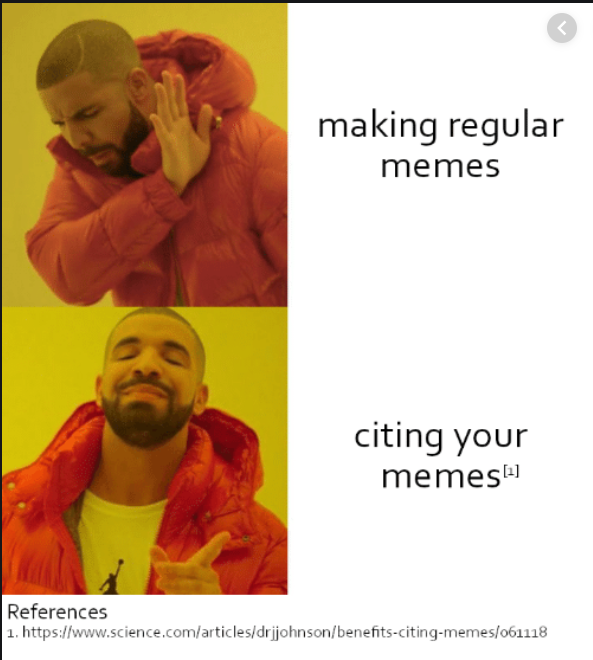 making regular
memes
citing your
memes[1]
References
1. https://www.science.com/articles/drjjohnson/benefits-citing-memes/061118